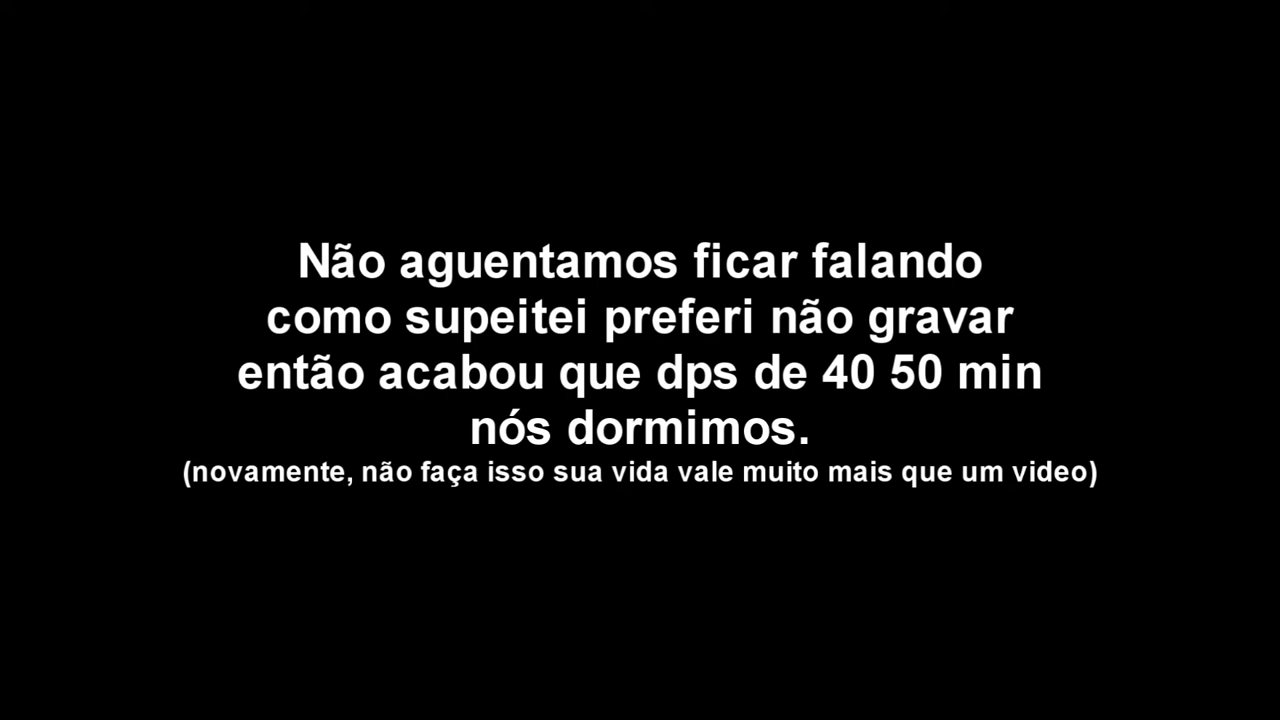 Não aguentamos ficar falando
como supeitei preferi não gravar
então acabou que dps de 40 50 min
nós dormimos.
(novamente, não faça isso sua vida vale muito mais que um video)